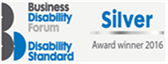 Business
Disability
Forum
Disability
Standard
Silver
Award winner 2016